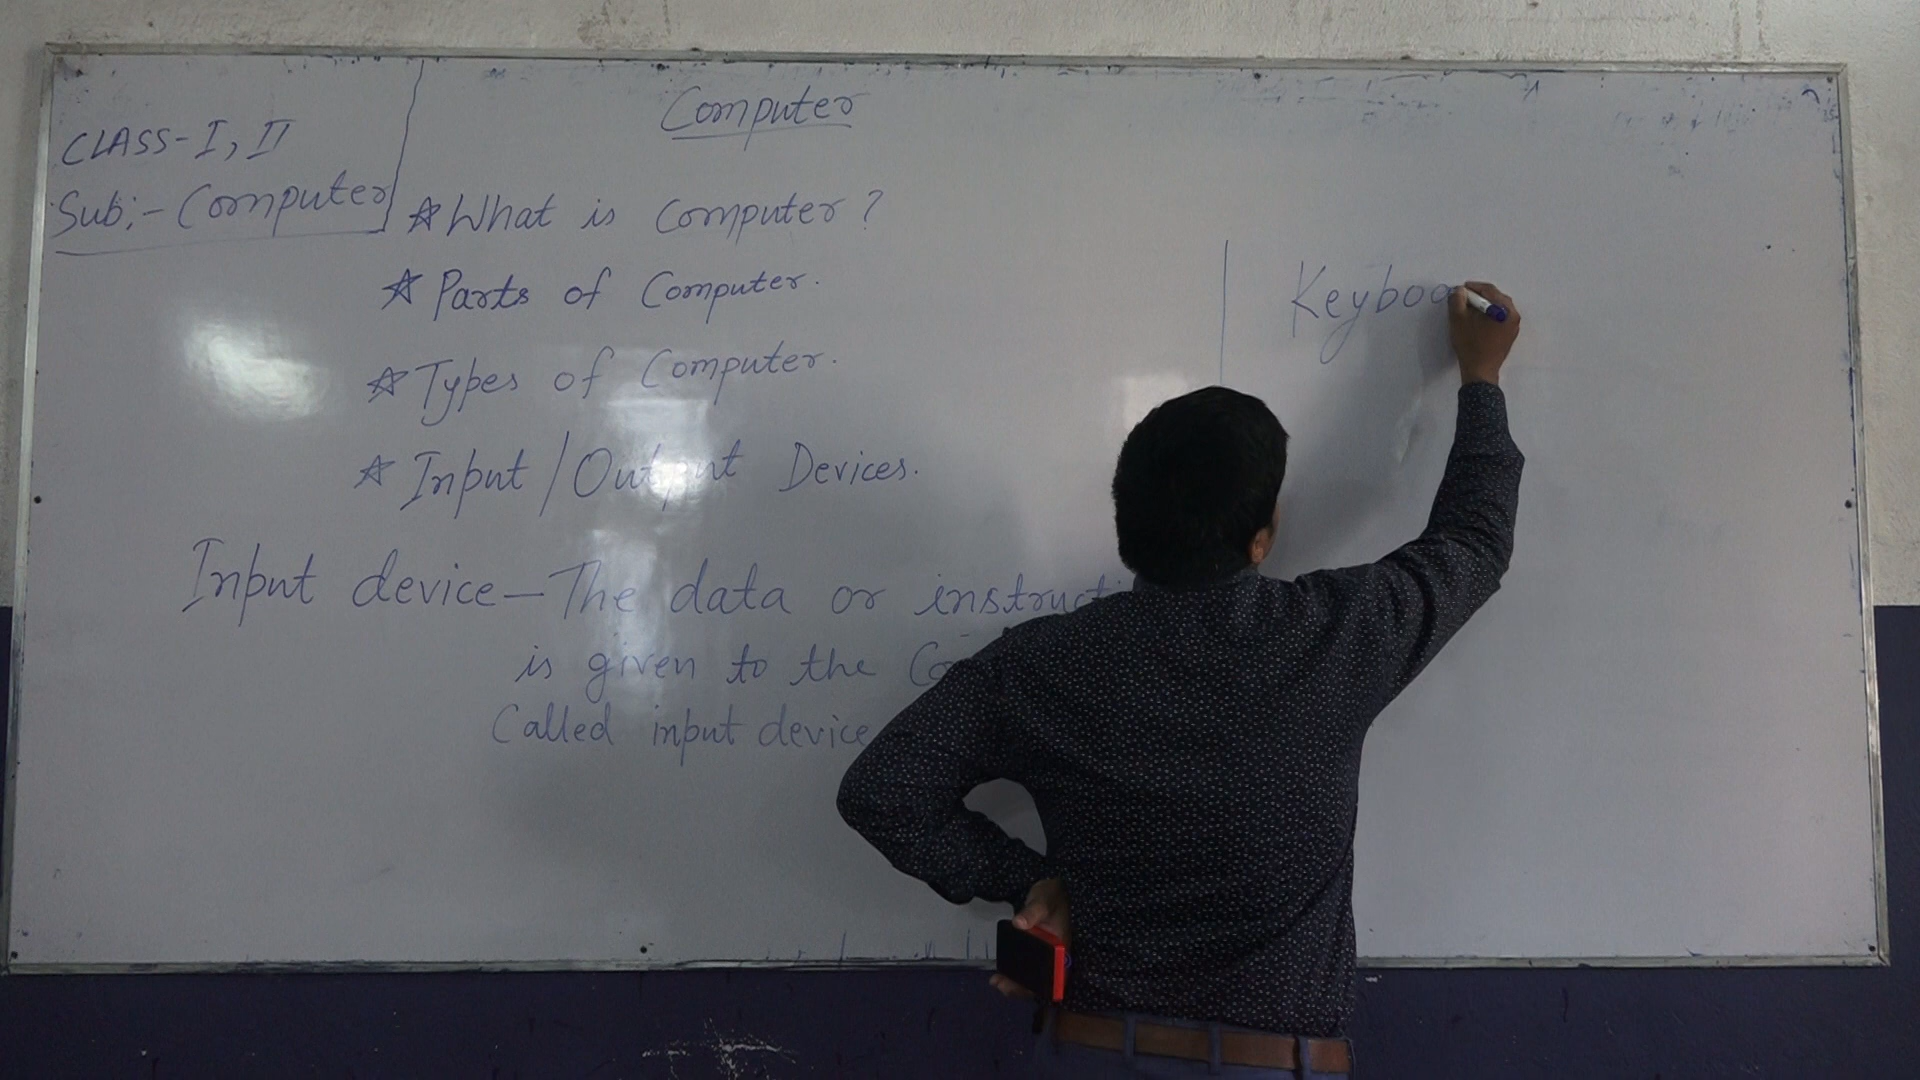 Computer
CLASS-I, II
Sub:- Computer
☆ What is Computer?
☆ Parts of Computer.
☆ Types of Computer.
☆ Input / Output Devices.
Input device - The data or instructi
is given to the Co
Called input device
Keyboa